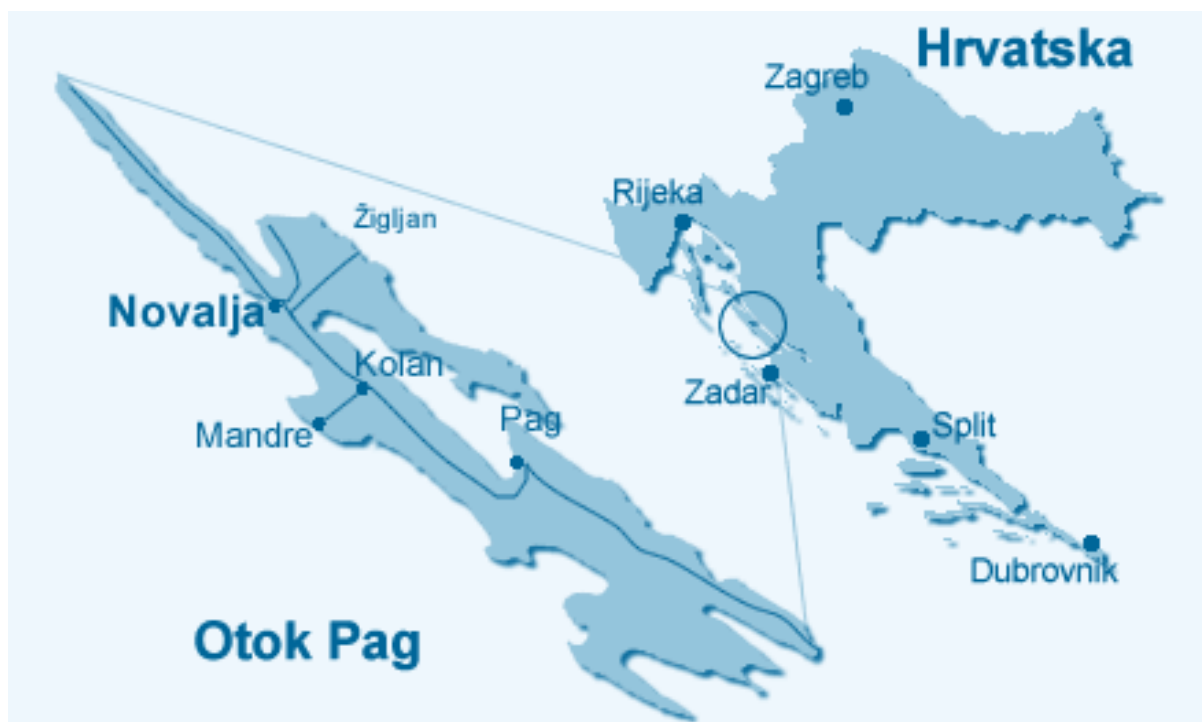 Hrvatska
Zagreb
Rijeka
Žigljan
Novalja
Kolan
Zadar
Mandre
Pag
Split
Dubrovnik
Otok Pag